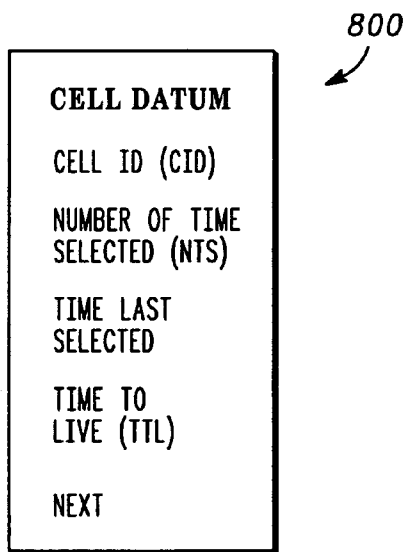 800
CELL DATUM
CELL ID (CID)
NUMBER OF TIME
SELECTED (NTS)
TIME LAST
SELECTED
TIME TO
LIVE (TTL)
NEXT